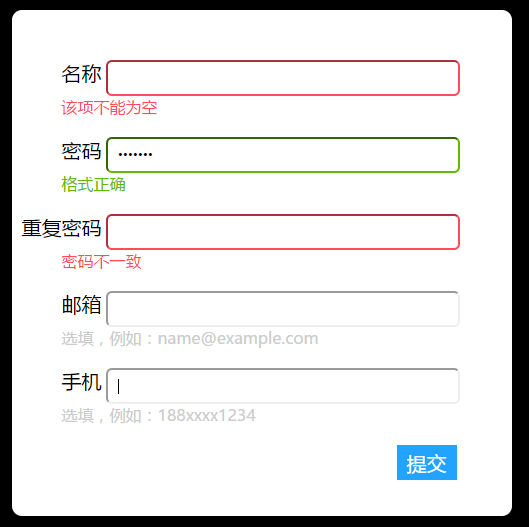 名称
该项不能为空
密码 •••••••
格式正确
重复密码
密码不一致
邮箱
选填，例如：name@example.com
手机
选填，例如：188xxxx1234
提交